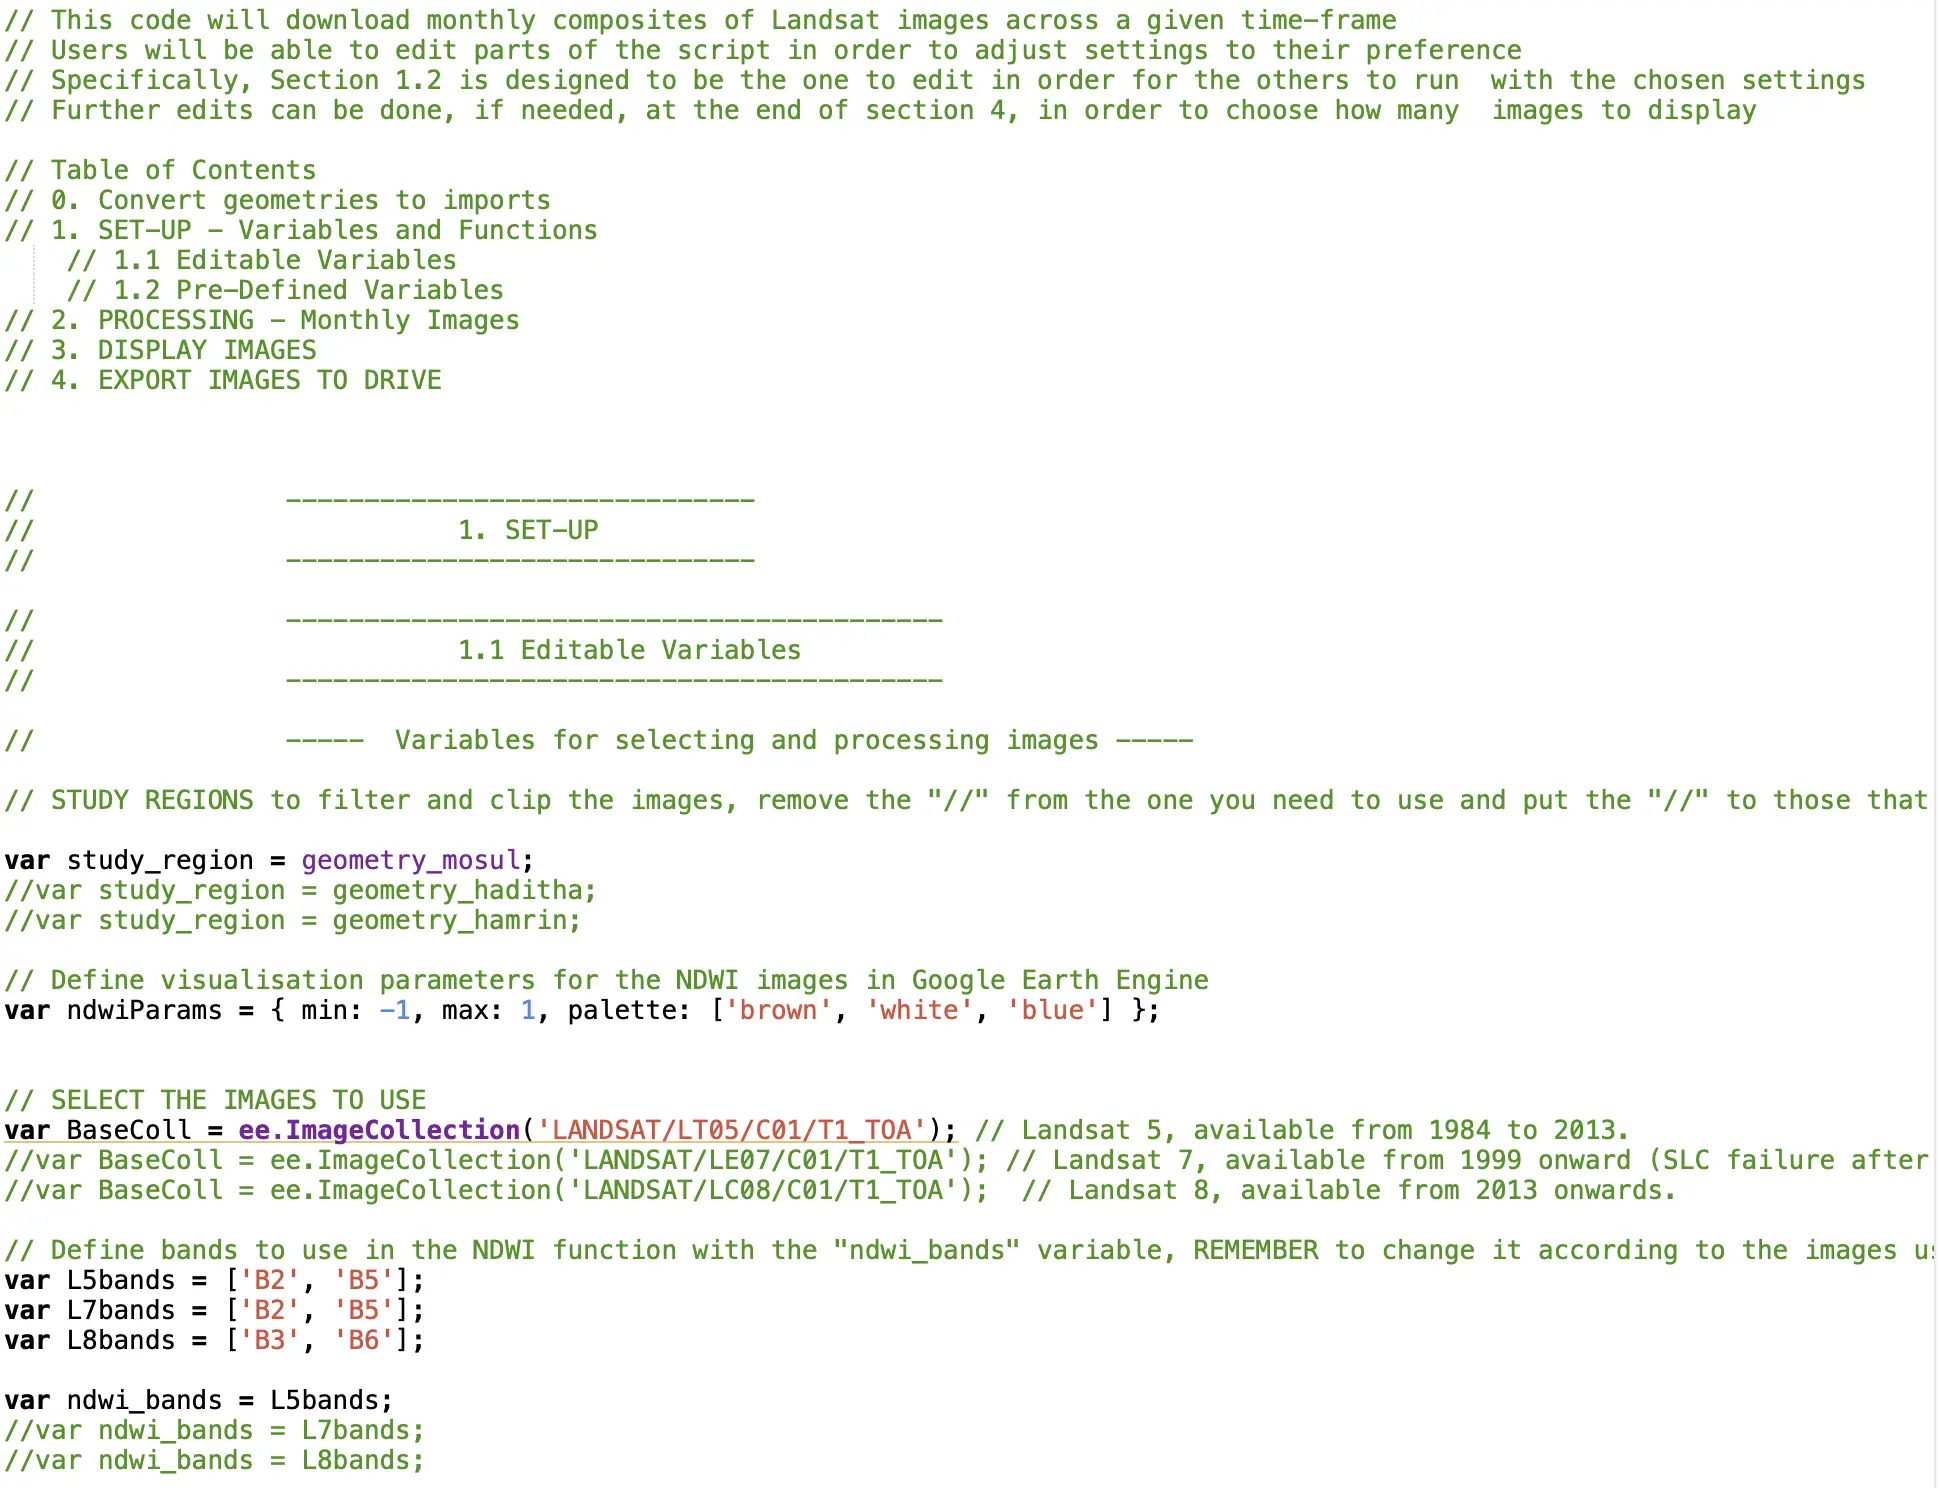 // This code will download monthly composites of Landsat images across a given time-frame
// Users will be able to edit parts of the script in order to adjust settings to their preference
// Specifically, Section 1.2 is designed to be the one to edit in order for the others to run  with the chosen settings
// Further edits can be done, if needed, at the end of section 4, in order to choose how many  images to display
// Table of Contents
// 0. Convert geometries to imports
// 1. SET-UP - Variables and Functions
// 1.1 Editable Variables
// 1.2 Pre-Defined Variables
// 2. PROCESSING - Monthly Images
// 3. DISPLAY IMAGES
// 4. EXPORT IMAGES TO DRIVE
//                ------------------------------
//                           1. SET-UP
//                ------------------------------
//                ------------------------------------------
//                           1.1 Editable Variables
//                ------------------------------------------
//                -----  Variables for selecting and processing images -----
// STUDY REGIONS to filter and clip the images, remove the "//" from the one you need to use and put the "//" to those that
var study_region = geometry_mosul;
//var study_region = geometry_haditha;
//var study_region = geometry_hamrin;
// Define visualisation parameters for the NDWI images in Google Earth Engine
var ndwiParams = { min: -1, max: 1, palette: ['brown', 'white', 'blue'] };
// SELECT THE IMAGES TO USE
var BaseColl = ee.ImageCollection('LANDSAT/LT05/C01/T1_TOA'); // Landsat 5, available from 1984 to 2013.
//var BaseColl = ee.ImageCollection('LANDSAT/LE07/C01/T1_TOA'); // Landsat 7, available from 1999 onward (SLC failure after
//var BaseColl = ee.ImageCollection('LANDSAT/LC08/C01/T1_TOA');  // Landsat 8, available from 2013 onwards.
// Define bands to use in the NDWI function with the "ndwi_bands" variable, REMEMBER to change it according to the images
var L5bands = ['B2', 'B5'];
var L7bands = ['B2', 'B5'];
var L8bands = ['B3', 'B6'];
var ndwi_bands = L5bands;
//var ndwi_bands = L7bands;
//var ndwi_bands = L8bands;